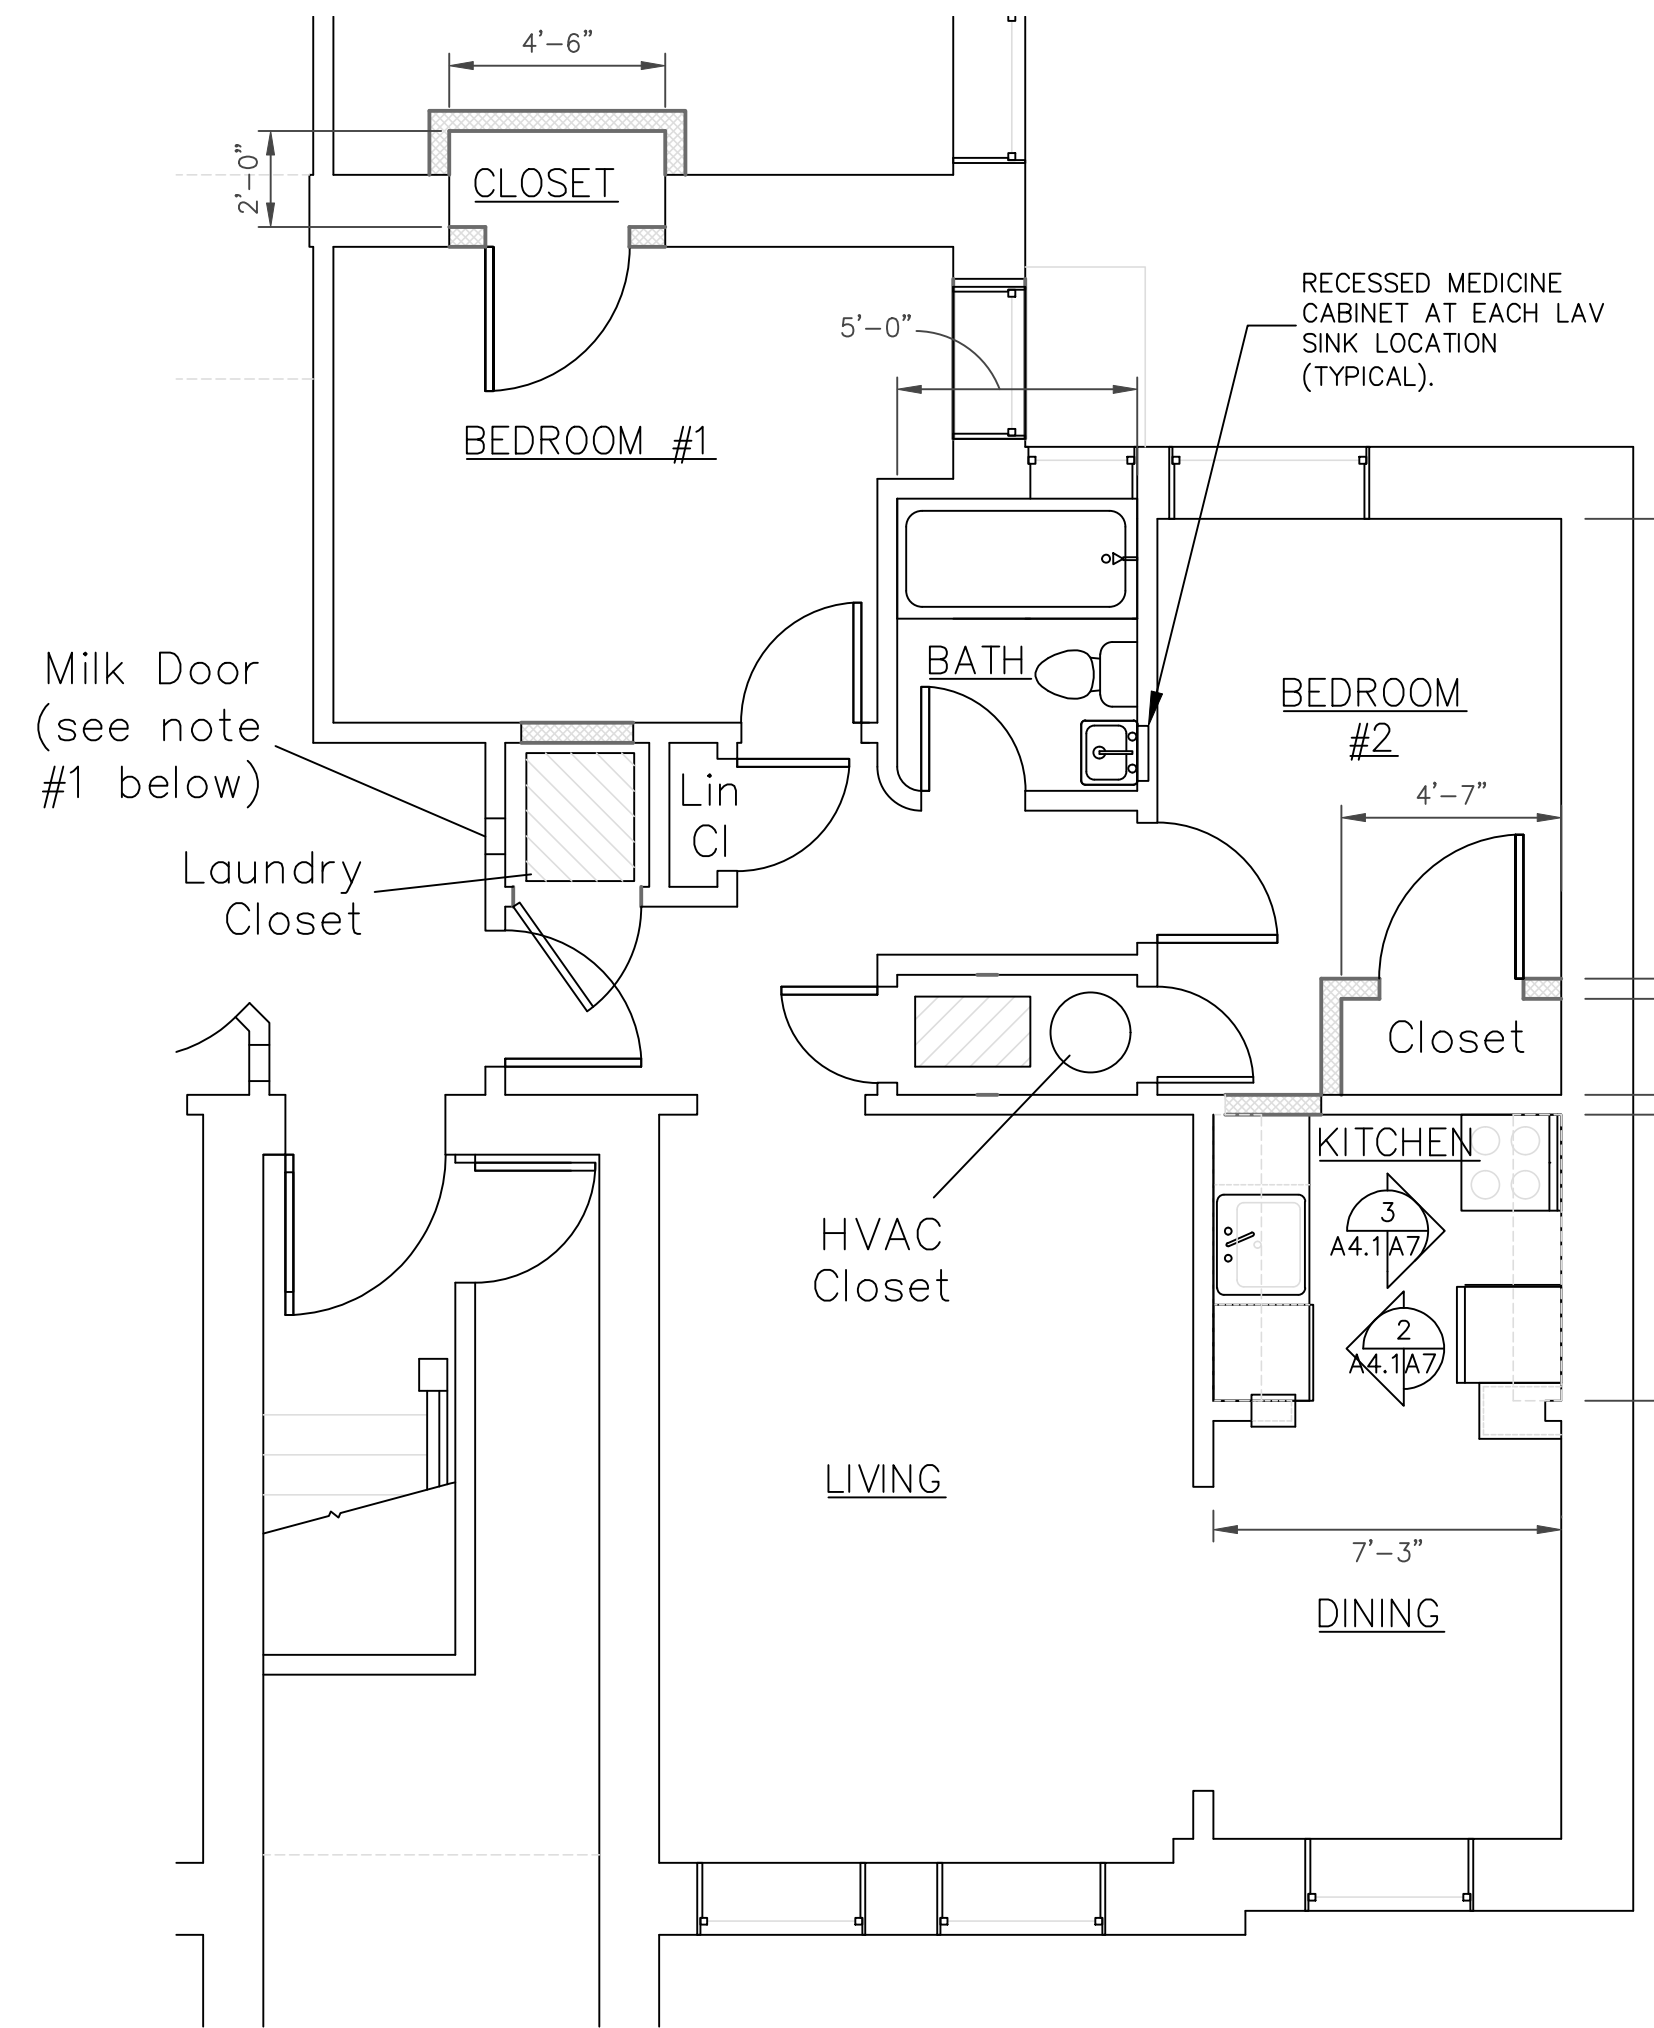 4'-6"
2'-0"
CLOSET
RECESSED MEDICINE
CABINET AT EACH LAV
SINK LOCATION
(TYPICAL).
5'-0"
BEDROOM #1
Milk Door
(see note
#1 below)
BATH
BEDROOM
#2
4'-7"
Lin
Cl
Laundry
Closet
Closet
KITCHEN
3
A4.1 A7
HVAC
Closet
2
A4.1 A7
LIVING
7'-3"
DINING